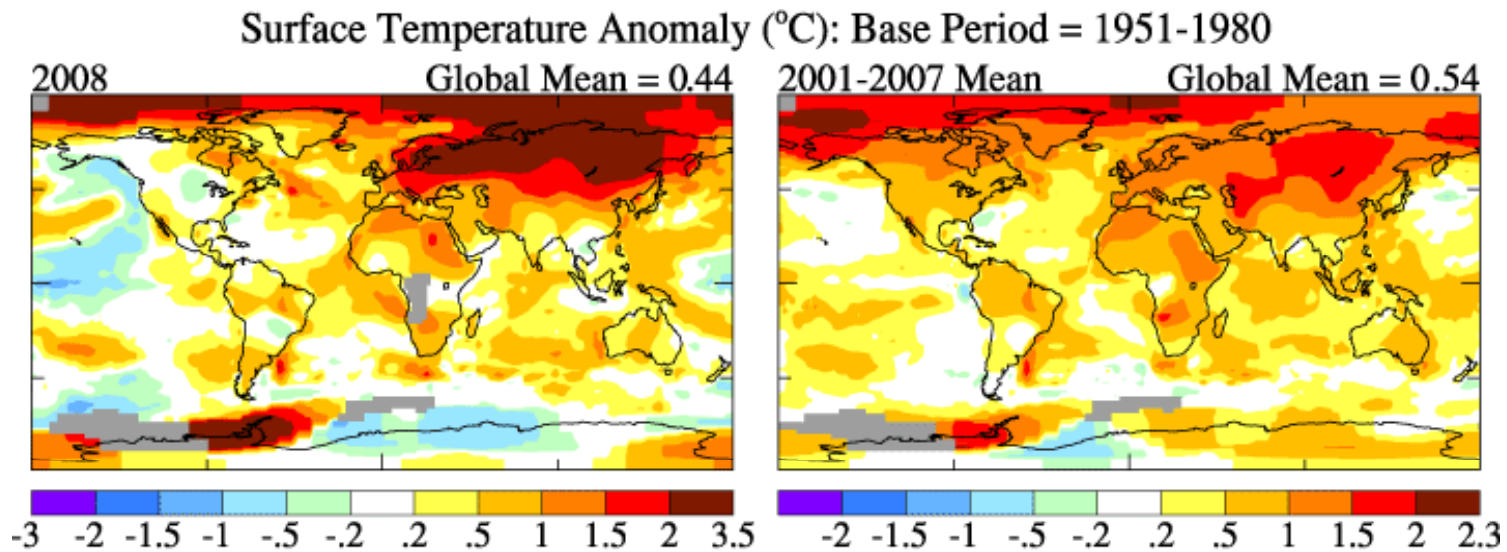 Surface Temperature Anomaly (°C): Base Period = 1951-1980
2008 Global Mean = 0.44
2001-2007 Mean Global Mean = 0.54
-3 -2 -1.5 -1 -.5 -.2 .2 .5 1 1.5 2 3.5
-2 -1.5 -1 -.5 -.2 .2 .5 1 1.5 2 2.3